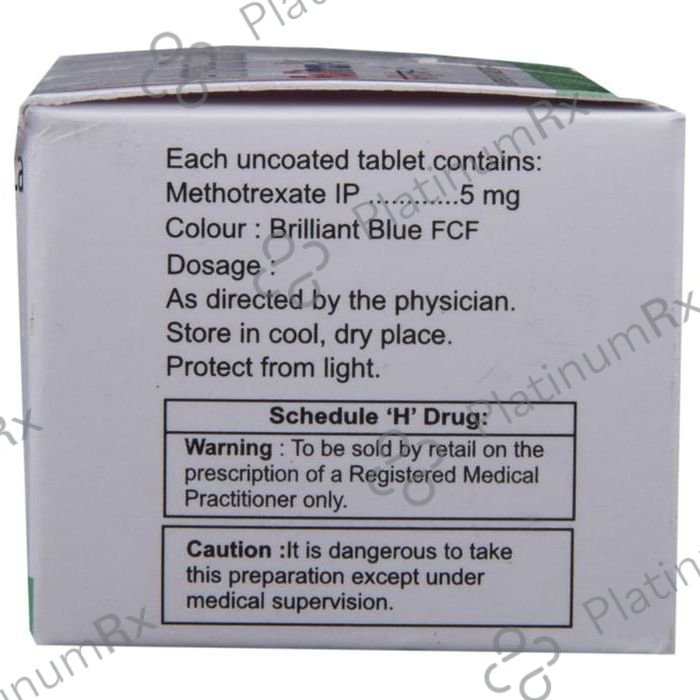 Each uncoated tablet contains:
Methotrexate IP ............5 mg
Colour : Brilliant Blue FCF
Dosage :
As directed by the physician.
Store in cool, dry place.
Protect from light.
Schedule ‘H’ Drug:
Warning : To be sold by retail on the
prescription of a Registered Medical
Practitioner only.
Caution :It is dangerous to take
this preparation except under
medical supervision.
PlatinumRx
PlatinumRx
PlatinumRx